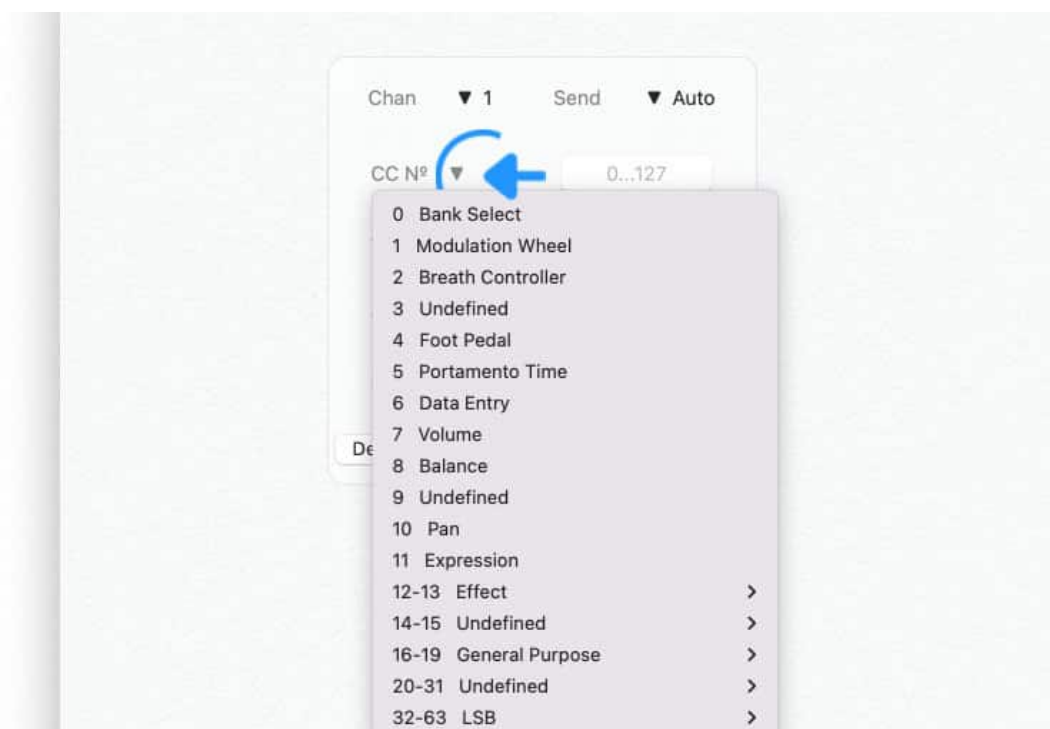 Chan ▼ 1 Send ▼ Auto
CC Nº ▼ 0...127
0 Bank Select
1 Modulation Wheel
2 Breath Controller
3 Undefined
4 Foot Pedal
5 Portamento Time
6 Data Entry
7 Volume
De
8 Balance
9 Undefined
10 Pan
11 Expression
12-13 Effect >
14-15 Undefined >
16-19 General Purpose >
20-31 Undefined >
32-63 LSB >